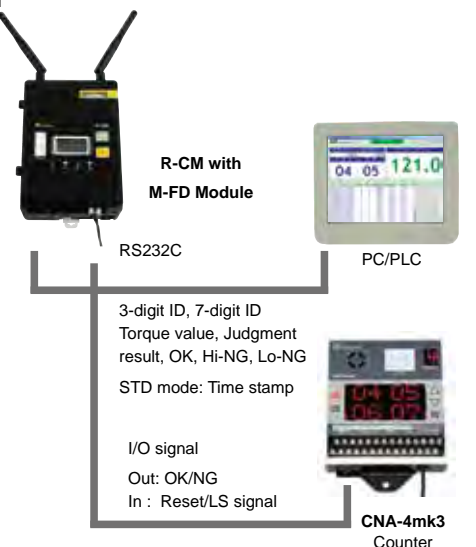 R-CM with
M-FD Module
04 05 121.0
RS232C
PC/PLC
3-digit ID, 7-digit ID
Torque value, Judgment
result, OK, Hi-NG, Lo-NG
STD mode: Time stamp
04 05
06 07
I/O signal
Out: OK/NG
In : Reset/LS signal
CNA-4mk3
Counter